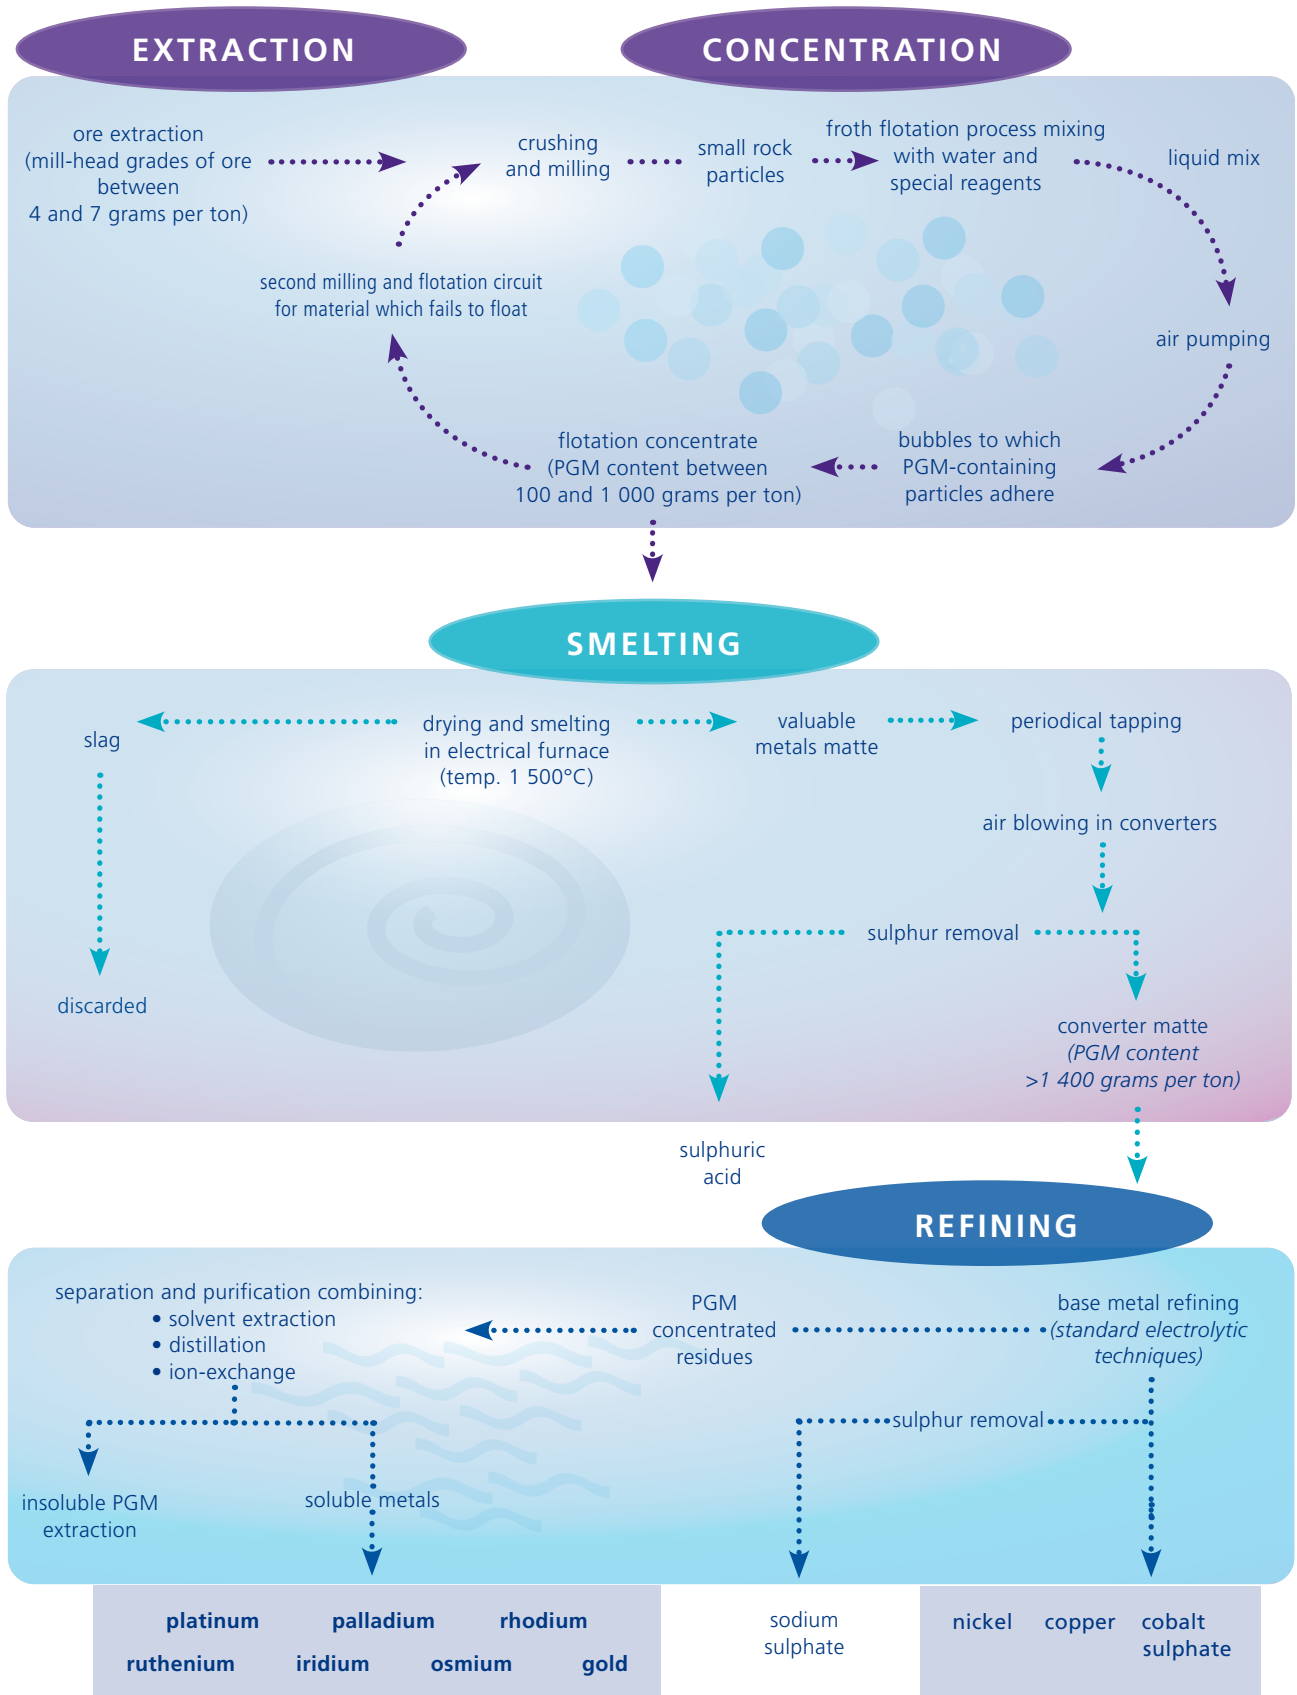 EXTRACTION
CONCENTRATION
ore extraction
(mill-head grades of ore
between
4 and 7 grams per ton)
crushing
and milling
small rock
particles
froth flotation process mixing
with water and
special reagents
liquid mix
second milling and flotation circuit
for material which fails to float
air pumping
flotation concentrate
(PGM content between
100 and 1 000 grams per ton)
bubbles to which
PGM-containing
particles adhere
SMELTING
slag
drying and smelting
in electrical furnace
(temp. 1 500°C)
valuable
metals matte
periodical tapping
air blowing in converters
sulphur removal
discarded
converter matte
(PGM content
>1 400 grams per ton)
sulphuric
acid
REFINING
separation and purification combining:
• solvent extraction
• distillation
• ion-exchange
PGM
concentrated
residues
base metal refining
(standard electrolytic
techniques)
sulphur removal
insoluble PGM
extraction
soluble metals
platinum palladium rhodium
ruthenium iridium osmium gold
sodium
sulphate
nickel copper cobalt
sulphate